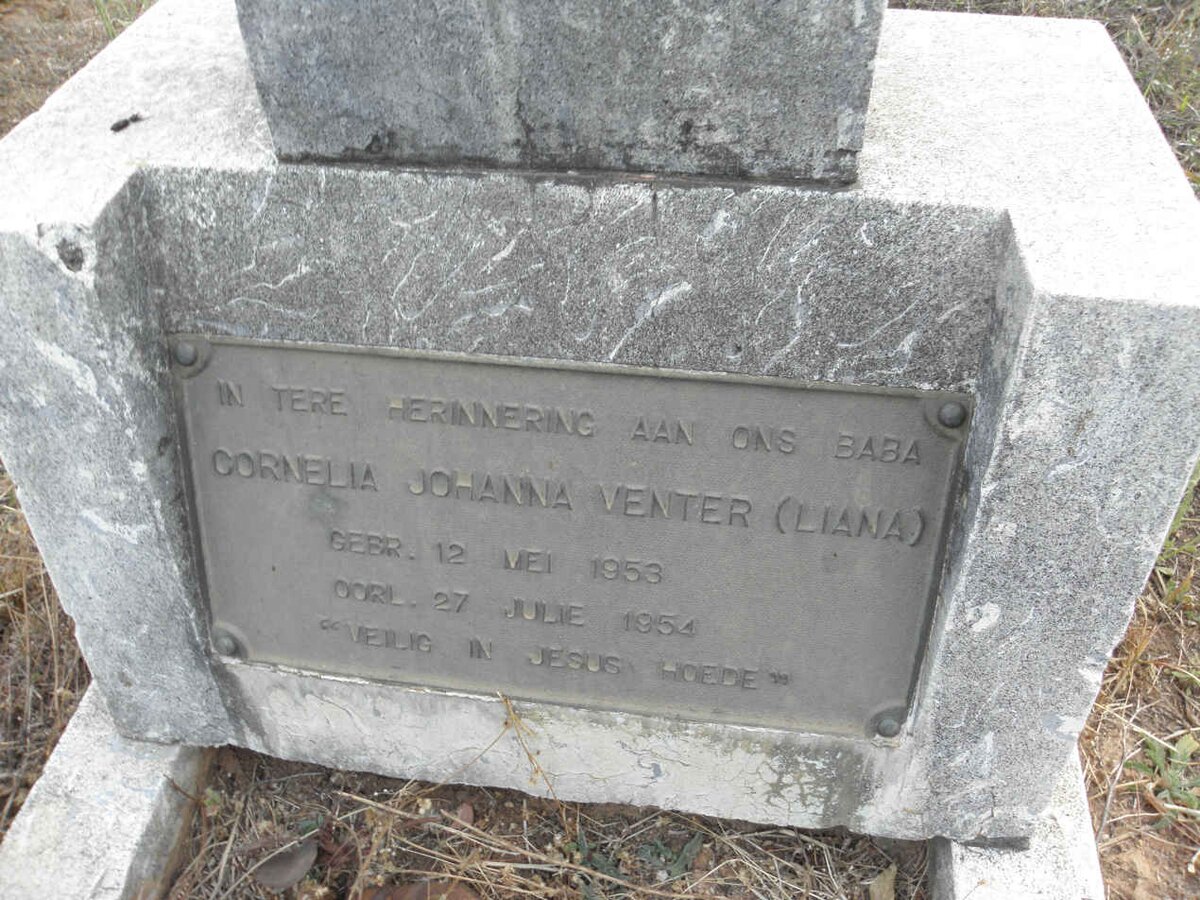 IN TERE HERINNERING AAN ONS BABA
CORNELIA JOHANNA VENTER (LIANA)
GEBR. 12 MEI 1953
OORL. 27 JULIE 1954
“VEILIG IN JESUS HOEDE”